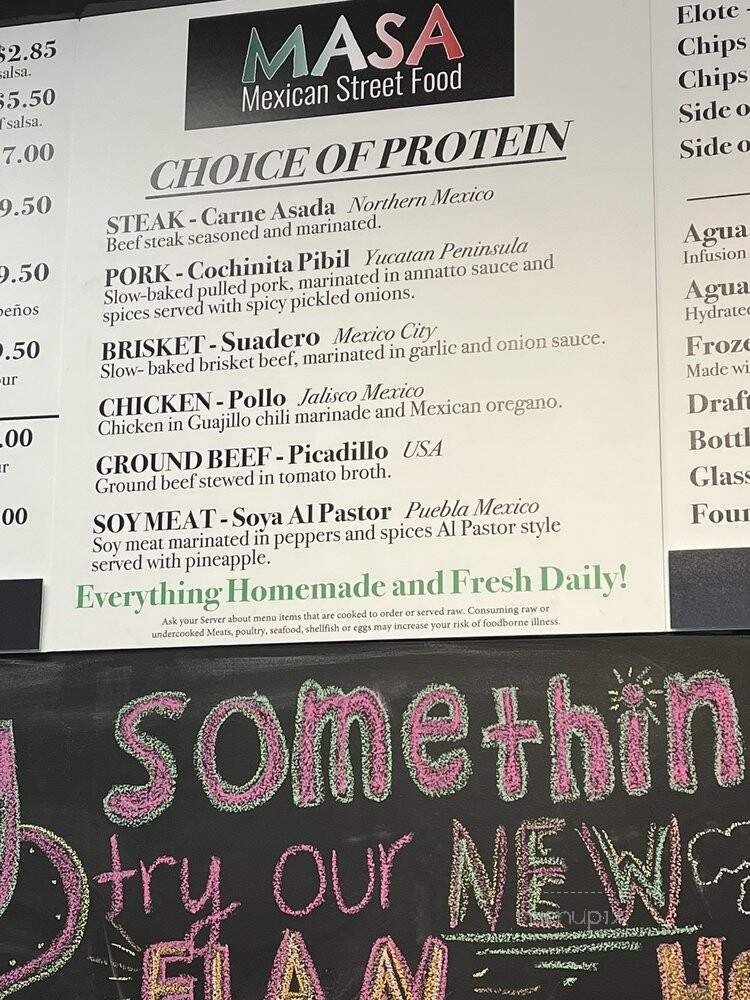 $2.85
salsa.
$5.50
f salsa.
7.00
9.50
9.50
peños
9.50
ur
.00
r
00
MASA
Mexican Street Food
CHOICE OF PROTEIN
STEAK - Carne Asada Northern Mexico
Beef steak seasoned and marinated.
PORK - Cochinita Pibil Yucatan Peninsula
Slow-baked pulled pork, marinated in annatto sauce and
spices served with spicy pickled onions.
BRISKET - Suadero Mexico City
Slow- baked brisket beef, marinated in garlic and onion sauce.
CHICKEN - Pollo Jalisco Mexico
Chicken in Guajillo chili marinade and Mexican oregano.
GROUND BEEF - Picadillo USA
Ground beef stewed in tomato broth.
SOY MEAT - Soya Al Pastor Puebla Mexico
Soy meat marinated in peppers and spices Al Pastor style
served with pineapple.
Everything Homemade and Fresh Daily!
Ask your Server about menu items that are cooked to order or served raw. Consuming raw or
undercooked Meats, poultry, seafood, shellfish or eggs may increase your risk of foodborne illness.
Elote -
Chips
Chips
Side o
Side o
Agua
Infusion
Agua
Hydrated
Froze
Made wi
Draft
Bottl
Glass
Foun
somethin
try our NEW
FLAN Ho